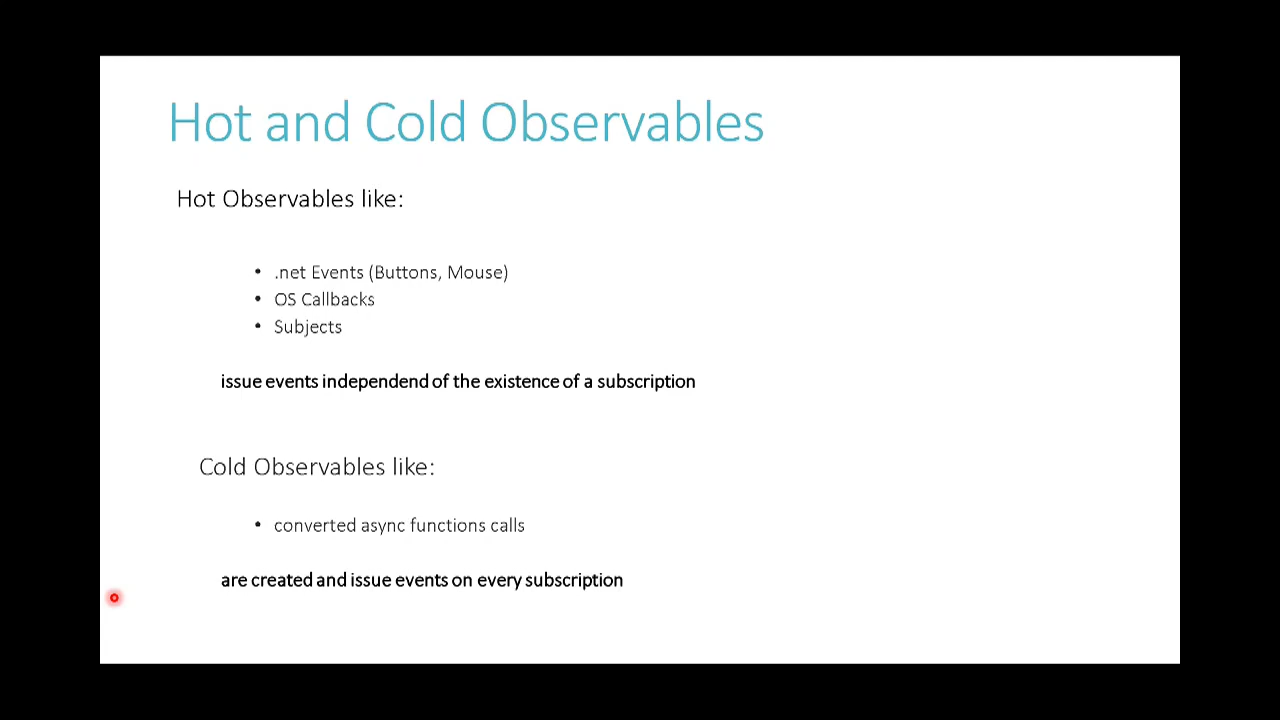 Hot and Cold Observables
Hot Observables like:
• .net Events (Buttons, Mouse)
• OS Callbacks
• Subjects
issue events independend of the existence of a subscription
Cold Observables like:
• converted async functions calls
are created and issue events on every subscription